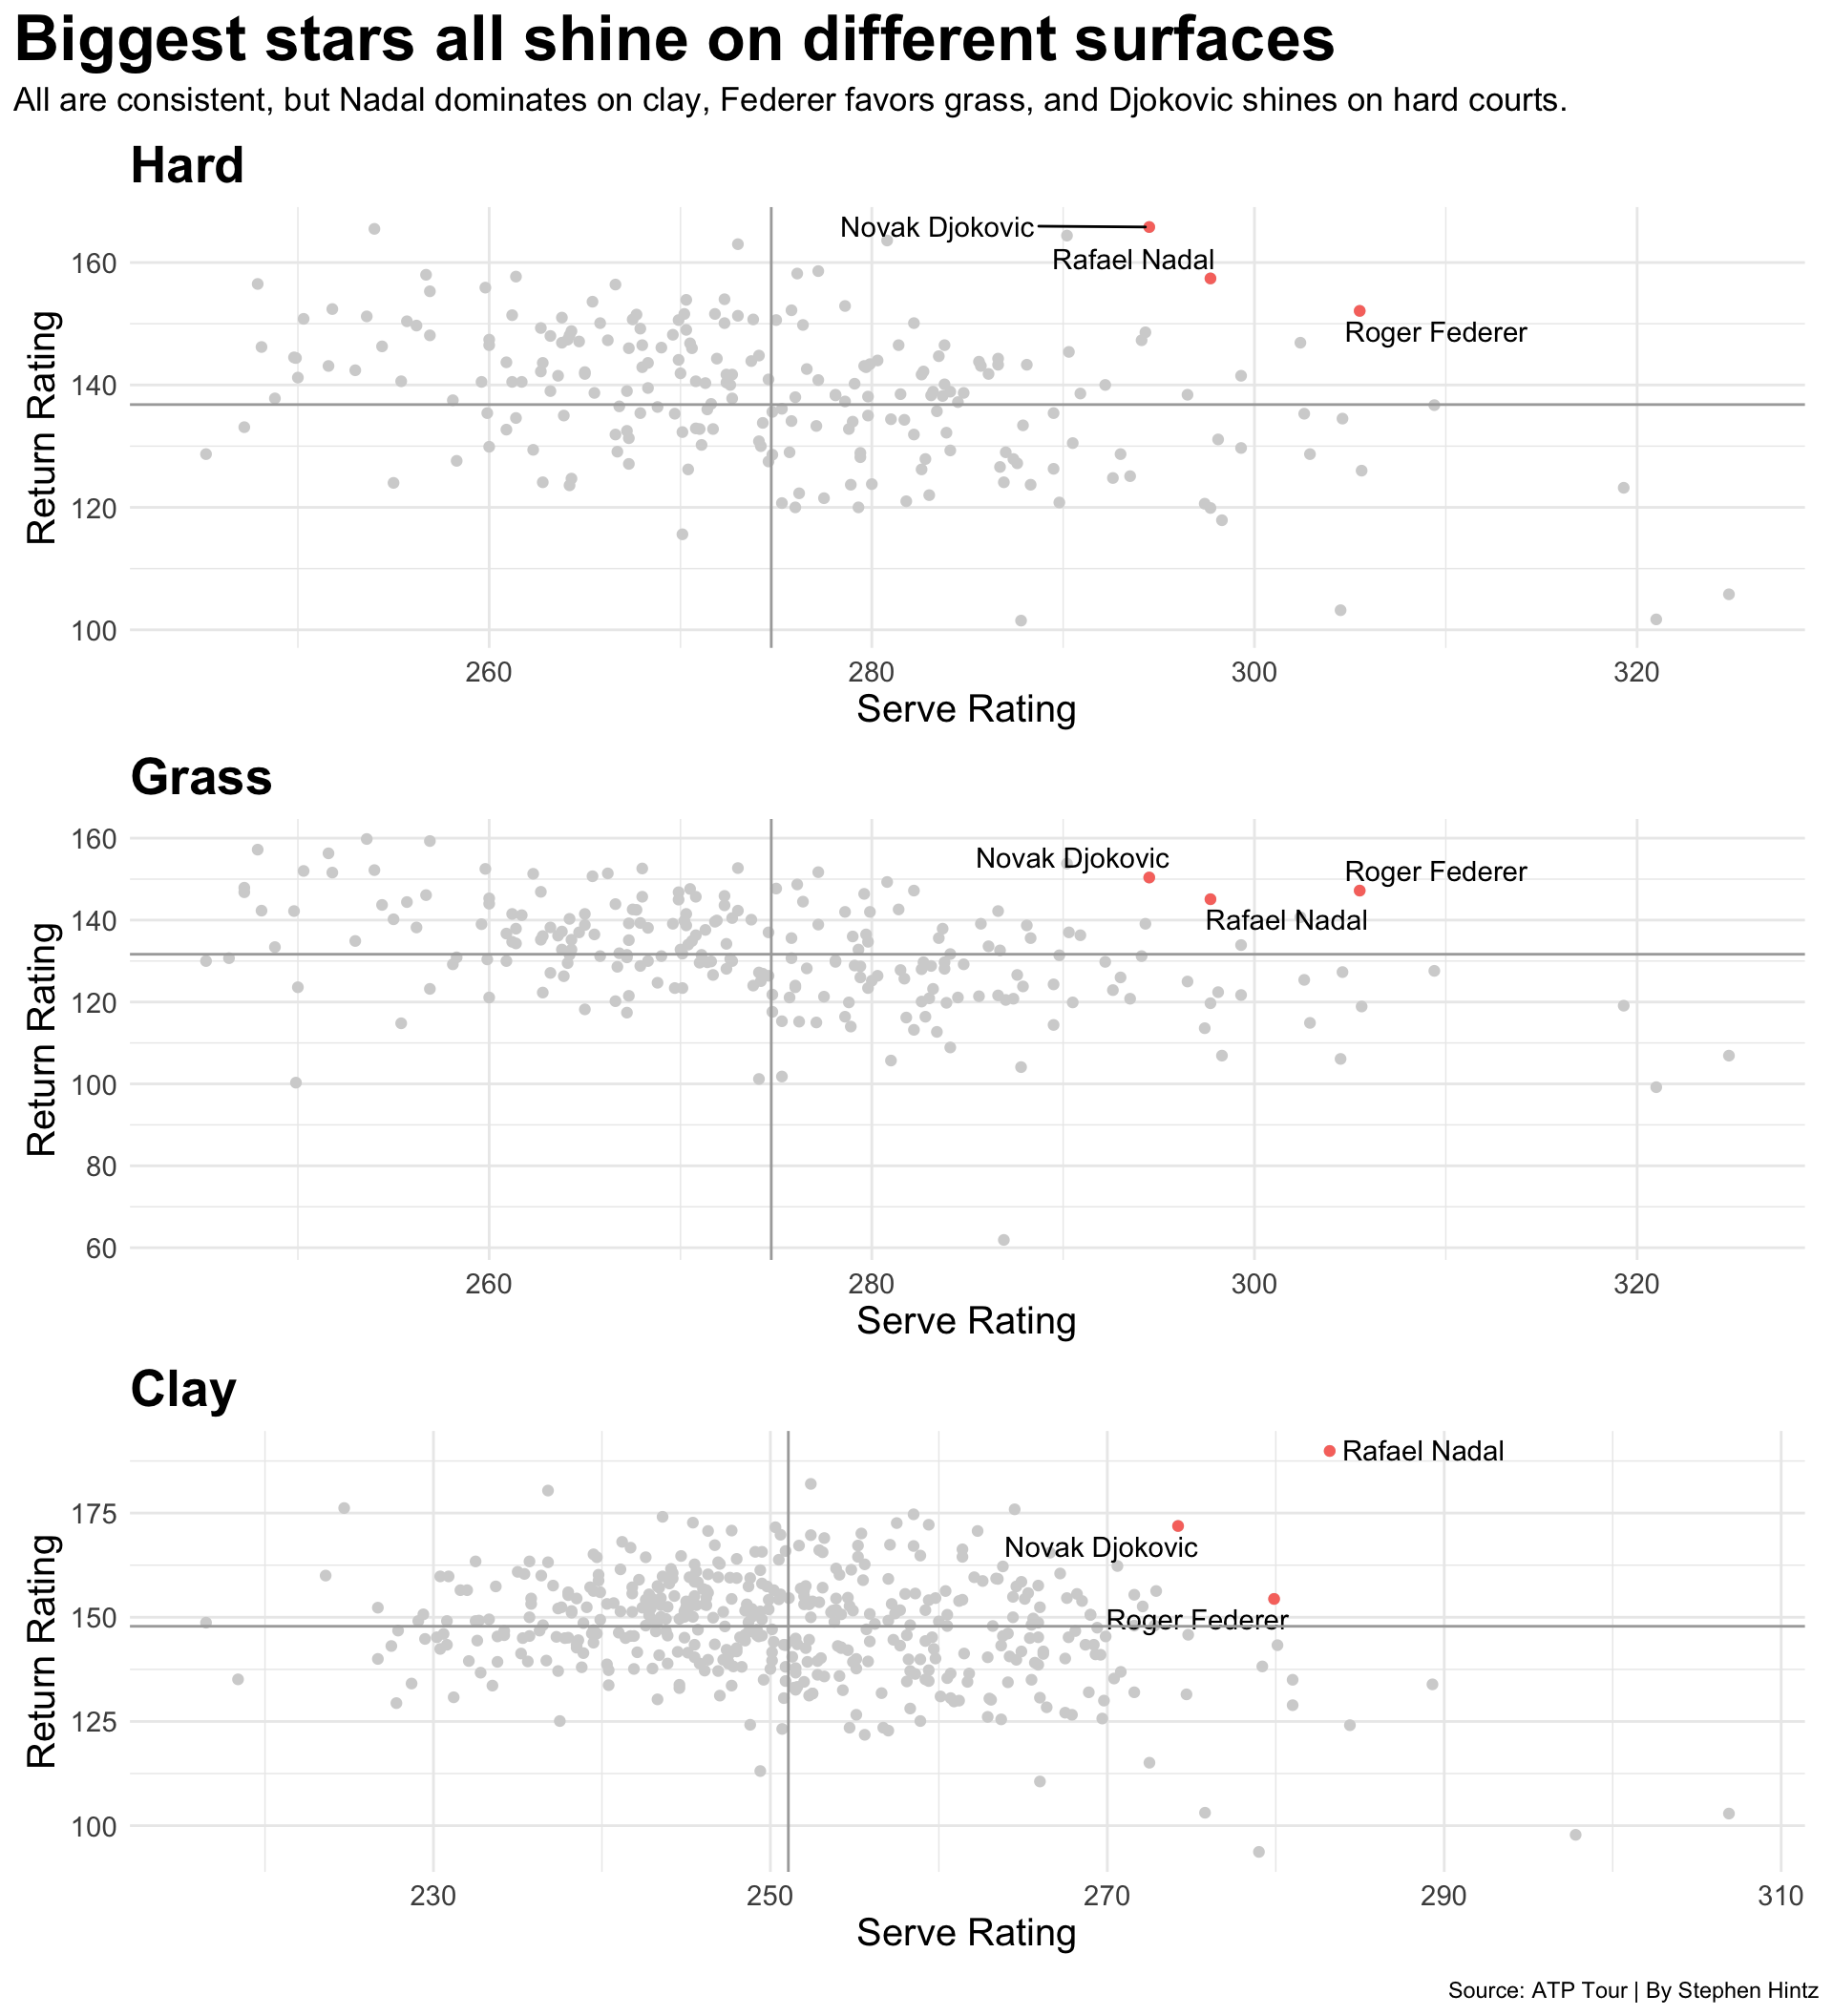 Biggest stars all shine on different surfaces
All are consistent, but Nadal dominates on clay, Federer favors grass, and Djokovic shines on hard courts.
Hard
Novak Djokovic
Rafael Nadal
Roger Federer
160
140
120
100
Return Rating
260 280 300 320
Serve Rating
Grass
Novak Djokovic
Roger Federer
Rafael Nadal
160
140
120
100
80
60
Return Rating
260 280 300 320
Serve Rating
Clay
Rafael Nadal
Novak Djokovic
Roger Federer
175
150
125
100
Return Rating
230 250 270 290 310
Serve Rating
Source: ATP Tour | By Stephen Hintz